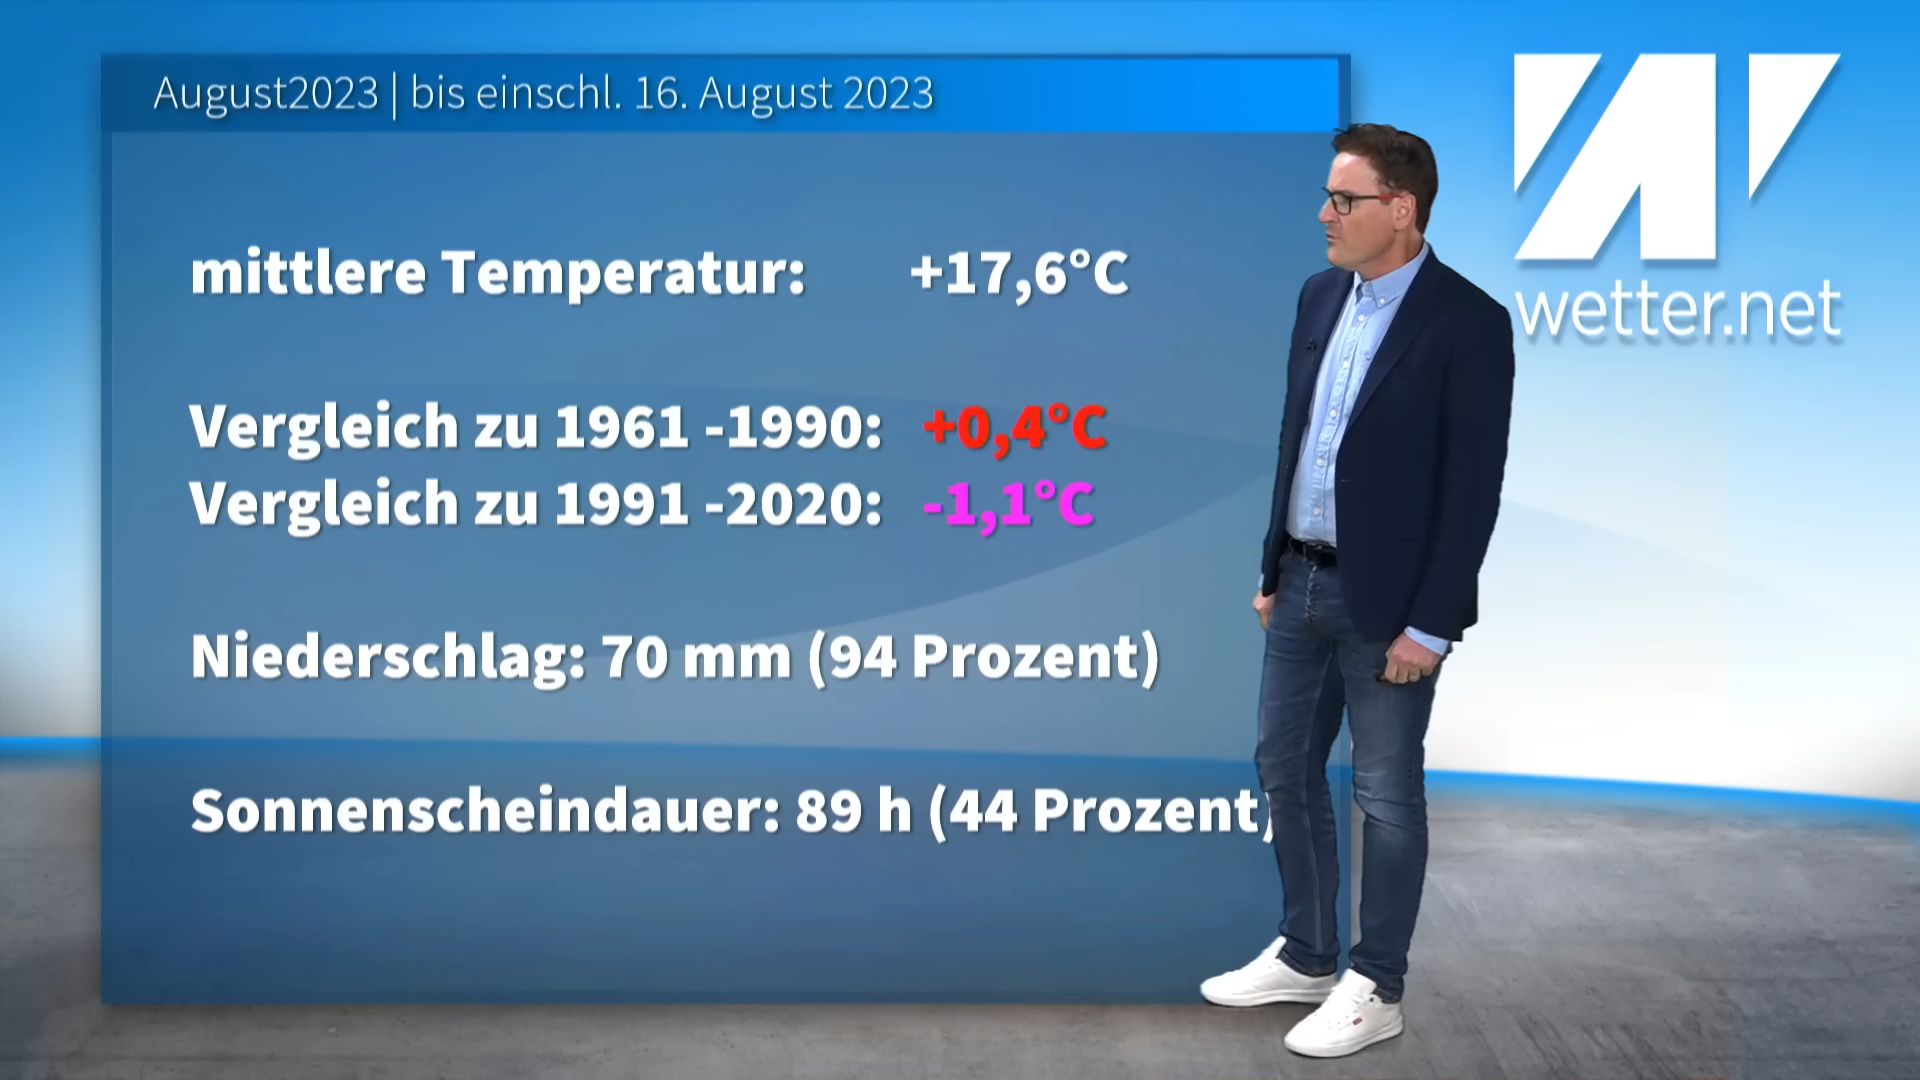 August2023 | bis einschl. 16. August 2023
mittlere Temperatur: +17,6°C
Vergleich zu 1961 -1990: +0,4°C
Vergleich zu 1991 -2020: -1,1°C
Niederschlag: 70 mm (94 Prozent)
Sonnenscheindauer: 89 h (44 Prozent)
wetter.net